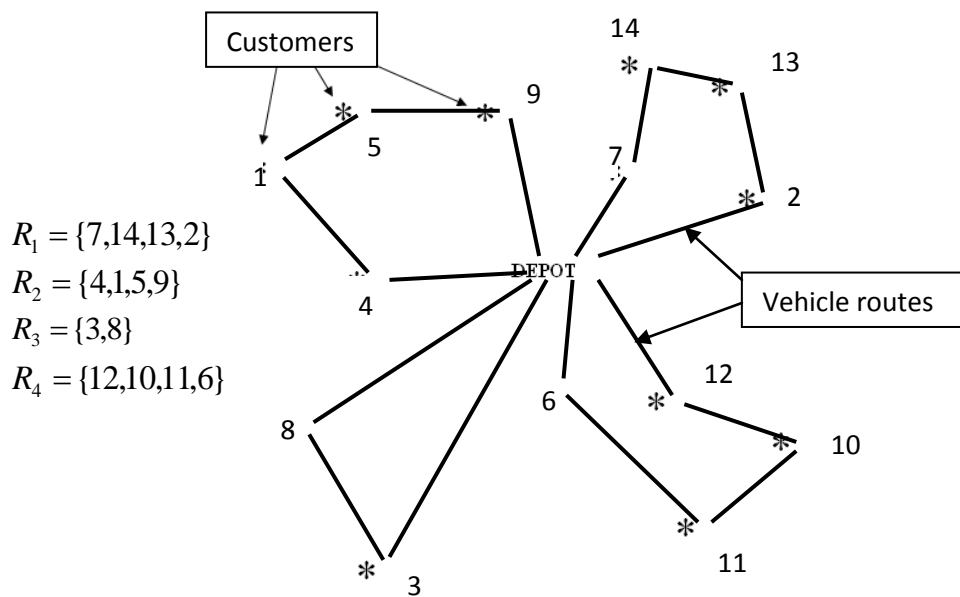 Customers
14
13
9
5
7
1
2
R₁ = {7,14,13,2}
R₂ = {4,1,5,9}
R₃ = {3,8}
R₄ = {12,10,11,6}
DEPOT
4
Vehicle routes
12
6
8
10
11
3